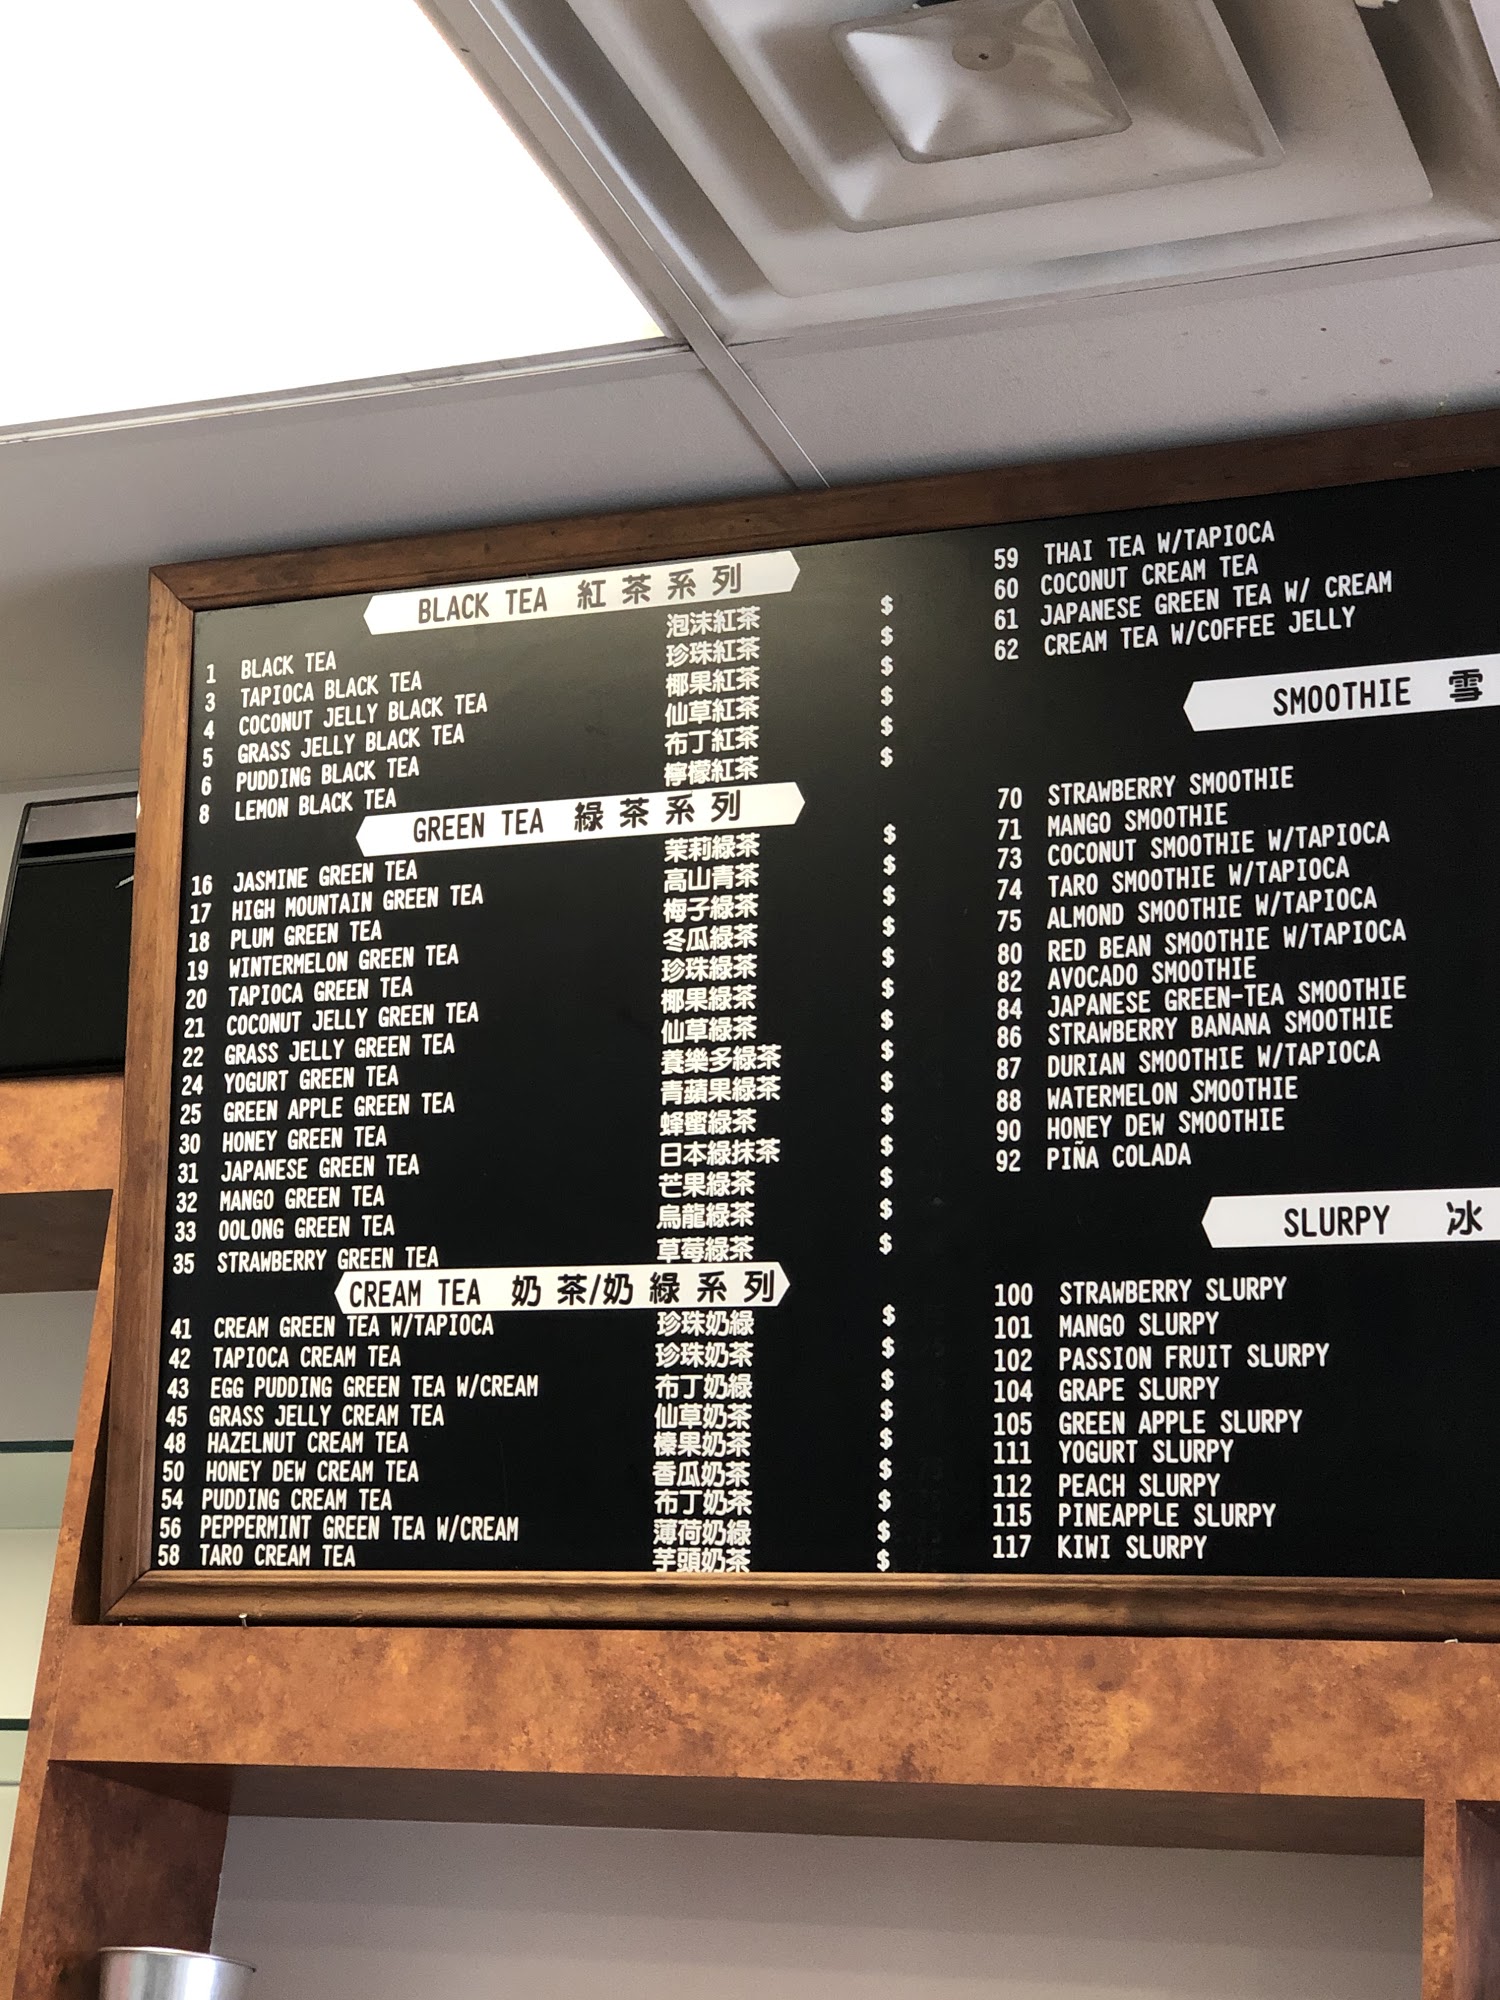 BLACK TEA 紅茶系列
1 BLACK TEA 泡沫紅茶 $
3 TAPIOCA BLACK TEA 珍珠紅茶 $
4 COCONUT JELLY BLACK TEA 椰果紅茶 $
5 GRASS JELLY BLACK TEA 仙草紅茶 $
6 PUDDING BLACK TEA 布丁紅茶 $
8 LEMON BLACK TEA 檸檬紅茶 $
GREEN TEA 綠茶系列
16 JASMINE GREEN TEA 茉莉綠茶 $
17 HIGH MOUNTAIN GREEN TEA 高山青茶 $
18 PLUM GREEN TEA 梅子綠茶 $
19 WINTERMELON GREEN TEA 冬瓜綠茶 $
20 TAPIOCA GREEN TEA 珍珠綠茶 $
21 COCONUT JELLY GREEN TEA 椰果綠茶 $
22 GRASS JELLY GREEN TEA 仙草綠茶 $
24 YOGURT GREEN TEA 養樂多綠茶 $
25 GREEN APPLE GREEN TEA 青蘋果綠茶 $
30 HONEY GREEN TEA 蜂蜜綠茶 $
31 JAPANESE GREEN TEA 日本綠抹茶 $
32 MANGO GREEN TEA 芒果綠茶 $
33 OOLONG GREEN TEA 烏龍綠茶 $
35 STRAWBERRY GREEN TEA 草莓綠茶 $
CREAM TEA 奶茶/奶綠系列
41 CREAM GREEN TEA W/TAPIOCA 珍珠奶綠 $
42 TAPIOCA CREAM TEA 珍珠奶茶 $
43 EGG PUDDING GREEN TEA W/CREAM 布丁奶綠 $
45 GRASS JELLY CREAM TEA 仙草奶茶 $
48 HAZELNUT CREAM TEA 榛果奶茶 $
50 HONEY DEW CREAM TEA 香瓜奶茶 $
54 PUDDING CREAM TEA 布丁奶茶 $
56 PEPPERMINT GREEN TEA W/CREAM 薄荷奶綠 $
58 TARO CREAM TEA 芋頭奶茶 $
59 THAI TEA W/TAPIOCA
60 COCONUT CREAM TEA
61 JAPANESE GREEN TEA W/ CREAM
62 CREAM TEA W/COFFEE JELLY
SMOOTHIE 雪
70 STRAWBERRY SMOOTHIE
71 MANGO SMOOTHIE
73 COCONUT SMOOTHIE W/TAPIOCA
74 TARO SMOOTHIE W/TAPIOCA
75 ALMOND SMOOTHIE W/TAPIOCA
80 RED BEAN SMOOTHIE W/TAPIOCA
82 AVOCADO SMOOTHIE
84 JAPANESE GREEN-TEA SMOOTHIE
86 STRAWBERRY BANANA SMOOTHIE
87 DURIAN SMOOTHIE W/TAPIOCA
88 WATERMELON SMOOTHIE
90 HONEY DEW SMOOTHIE
92 PIÑA COLADA
SLURPY 冰
100 STRAWBERRY SLURPY
101 MANGO SLURPY
102 PASSION FRUIT SLURPY
104 GRAPE SLURPY
105 GREEN APPLE SLURPY
111 YOGURT SLURPY
112 PEACH SLURPY
115 PINEAPPLE SLURPY
117 KIWI SLURPY